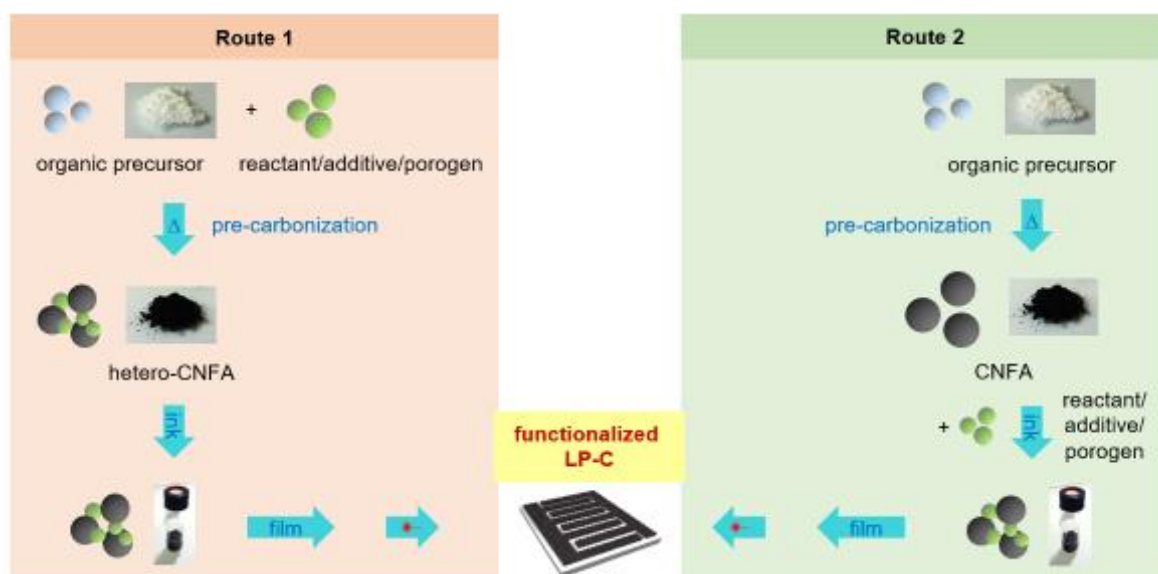 Route 1
organic precursor
+
reactant/additive/porogen
Δ
pre-carbonization
hetero-CNFA
ink
film
functionalized
LP-C
Route 2
organic precursor
pre-carbonization
Δ
CNFA
+
ink
reactant/
additive/
porogen
film